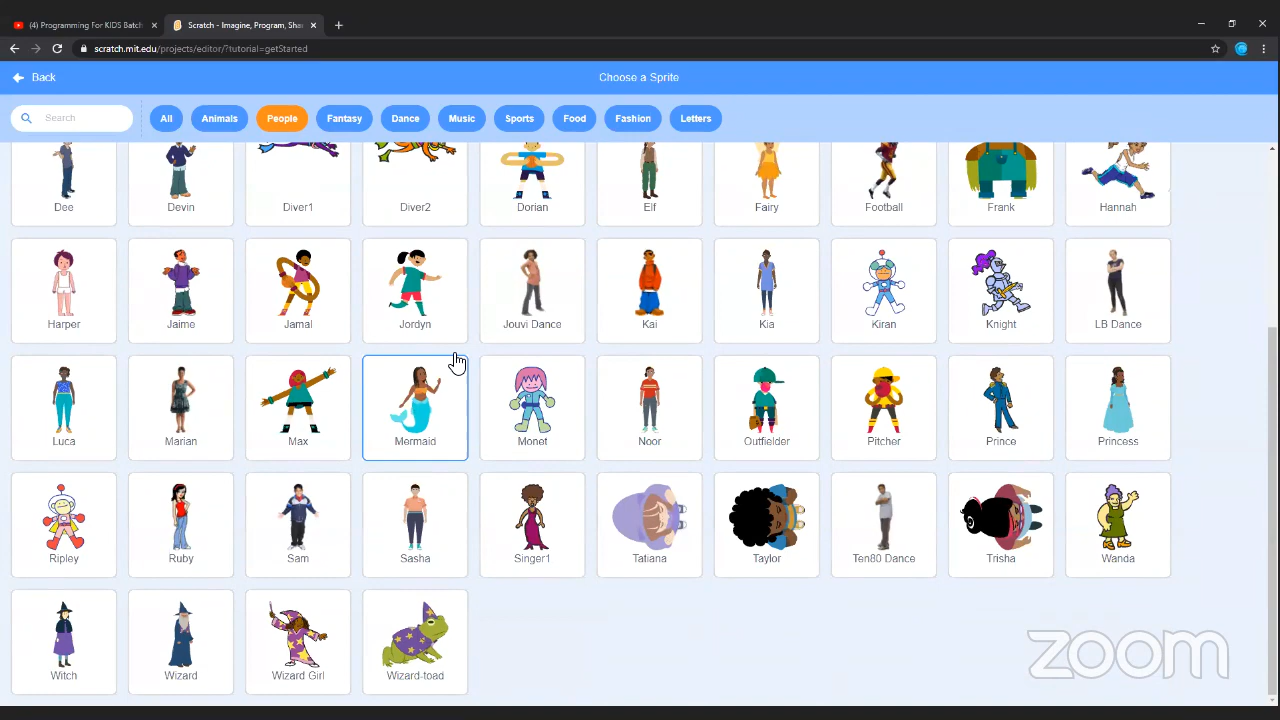 (4) Programming For KIDS Batch
Scratch - Imagine, Program, Sha
scratch.mit.edu/projects/editor/?tutorial=getStarted
Back
Choose a Sprite
Search
All
Animals
People
Fantasy
Dance
Music
Sports
Food
Fashion
Letters
Dee
Devin
Diver1
Diver2
Dorian
Elf
Fairy
Football
Frank
Hannah
Harper
Jaime
Jamal
Jordyn
Jouvi Dance
Kai
Kia
Kiran
Knight
LB Dance
Luca
Marian
Max
Mermaid
Monet
Noor
Outfielder
Pitcher
Prince
Princess
Ripley
Ruby
Sam
Sasha
Singer1
Tatiana
Taylor
Ten80 Dance
Trisha
Wanda
Witch
Wizard
Wizard Girl
Wizard-toad
zoom